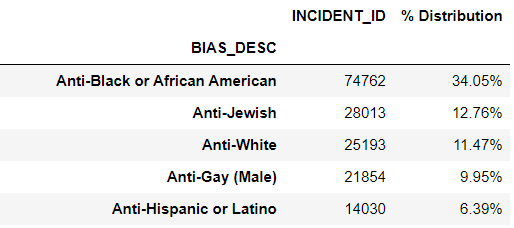 INCIDENT_ID % Distribution
BIAS_DESC
Anti-Black or African American 74762 34.05%
Anti-Jewish 28013 12.76%
Anti-White 25193 11.47%
Anti-Gay (Male) 21854 9.95%
Anti-Hispanic or Latino 14030 6.39%